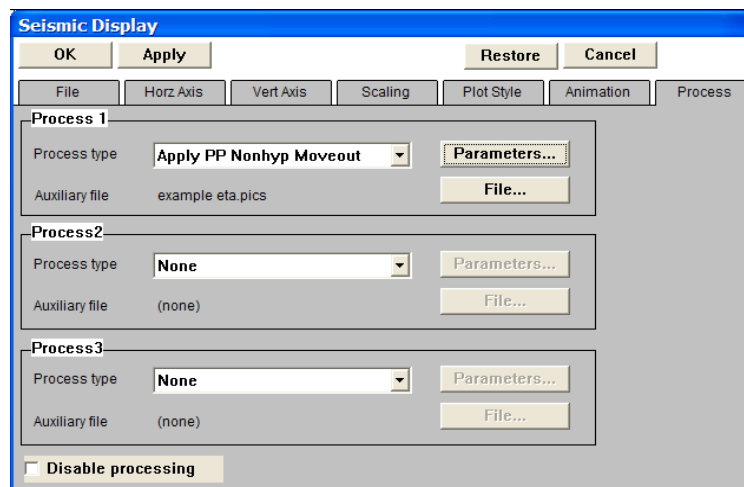 Seismic Display
OK Apply Restore Cancel
File Horz Axis Vert Axis Scaling Plot Style Animation Process
Process 1
Process type Apply PP Nonhyp Moveout Parameters...
Auxiliary file example eta.pics File...
Process2
Process type None Parameters...
Auxiliary file (none) File...
Process3
Process type None Parameters...
Auxiliary file (none) File...
Disable processing